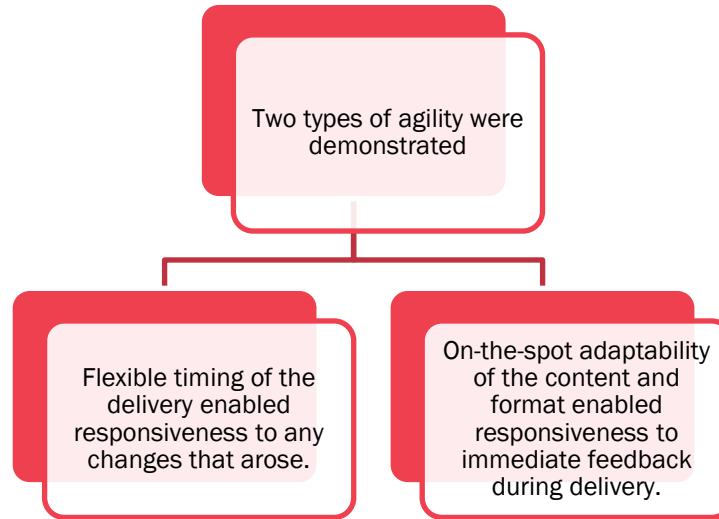 Two types of agility were
demonstrated
Flexible timing of the
delivery enabled
responsiveness to any
changes that arose.
On-the-spot adaptability
of the content and
format enabled
responsiveness to
immediate feedback
during delivery.